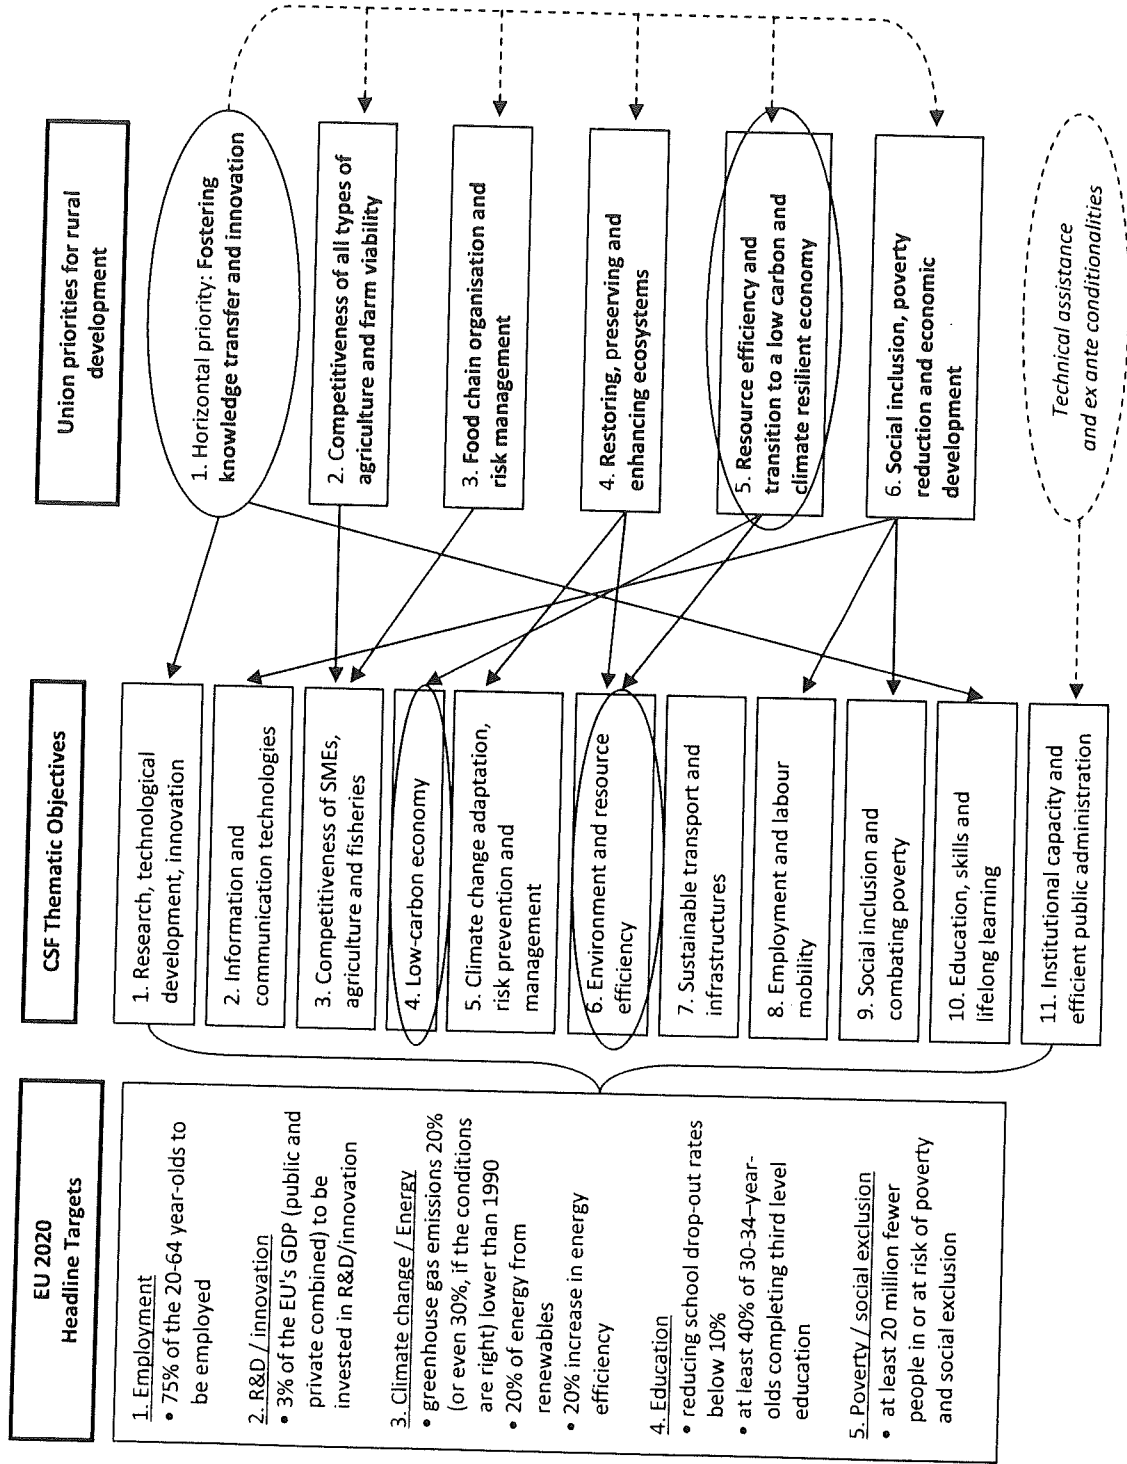 EU 2020
Headline Targets
1. Employment
• 75% of the 20-64 year-olds to
be employed
2. R&D / innovation
• 3% of the EU's GDP (public and
private combined) to be
invested in R&D/innovation
3. Climate change / Energy
• greenhouse gas emissions 20%
(or even 30%, if the conditions
are right) lower than 1990
• 20% of energy from
renewables
• 20% increase in energy
efficiency
4. Education
• reducing school drop-out rates
below 10%
• at least 40% of 30-34–year-
olds completing third level
education
5. Poverty / social exclusion
• at least 20 million fewer
people in or at risk of poverty
and social exclusion
CSF Thematic Objectives
1. Research, technological
development, innovation
2. Information and
communication technologies
3. Competitiveness of SMEs,
agriculture and fisheries
4. Low-carbon economy
5. Climate change adaptation,
risk prevention and
management
6. Environment and resource
efficiency
7. Sustainable transport and
infrastructures
8. Employment and labour
mobility
9. Social inclusion and
combating poverty
10. Education, skills and
lifelong learning
11. Institutional capacity and
efficient public administration
Union priorities for rural
development
1. Horizontal priority: Fostering
knowledge transfer and innovation
2. Competitiveness of all types of
agriculture and farm viability
3. Food chain organisation and
risk management
4. Restoring, preserving and
enhancing ecosystems
5. Resource efficiency and
transition to a low carbon and
climate resilient economy
6. Social inclusion, poverty
reduction and economic
development
Technical assistance
and ex ante conditionalities